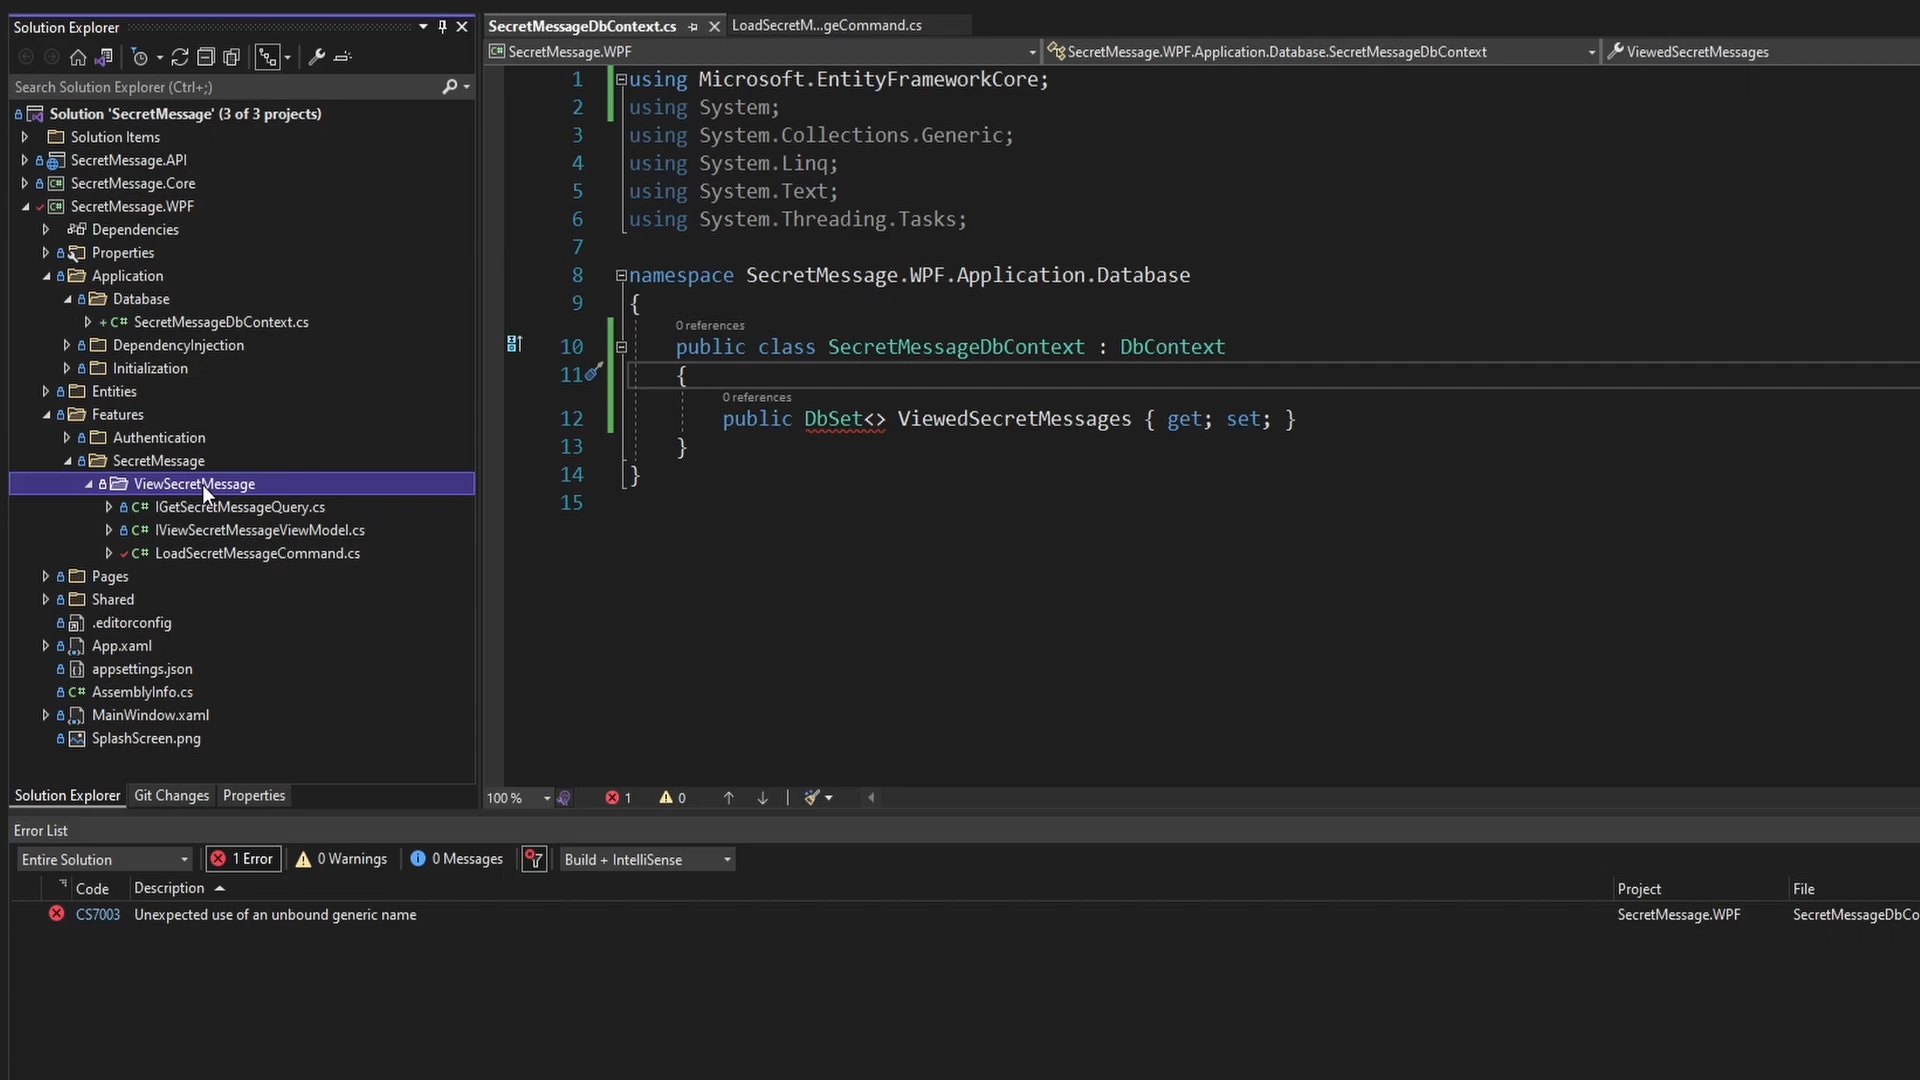 Solution Explorer
Search Solution Explorer (Ctrl+;)
Solution 'SecretMessage' (3 of 3 projects)
Solution Items
SecretMessage.API
C# SecretMessage.Core
C# SecretMessage.WPF
Dependencies
Properties
Application
Database
+ C# SecretMessageDbContext.cs
DependencyInjection
Initialization
Entities
Features
Authentication
SecretMessage
ViewSecretMessage
C# IGetSecretMessageQuery.cs
C# IViewSecretMessageViewModel.cs
C# LoadSecretMessageCommand.cs
Pages
Shared
.editorconfig
App.xaml
appsettings.json
C# AssemblyInfo.cs
MainWindow.xaml
SplashScreen.png
Solution Explorer Git Changes Properties
SecretMessageDbContext.cs LoadSecretM...geCommand.cs
C# SecretMessage.WPF SecretMessage.WPF.Application.Database.SecretMessageDbContext ViewedSecretMessages
1 using Microsoft.EntityFrameworkCore;
2 using System;
3 using System.Collections.Generic;
4 using System.Linq;
5 using System.Text;
6 using System.Threading.Tasks;
7
8 namespace SecretMessage.WPF.Application.Database
9 {
0 references
10 public class SecretMessageDbContext : DbContext
11 {
0 references
12 public DbSet<> ViewedSecretMessages { get; set; }
13 }
14 }
15
100 % 1 0
Error List
Entire Solution 1 Error 0 Warnings 0 Messages Build + IntelliSense
Code Description Project File
CS7003 Unexpected use of an unbound generic name SecretMessage.WPF SecretMessageDbCo